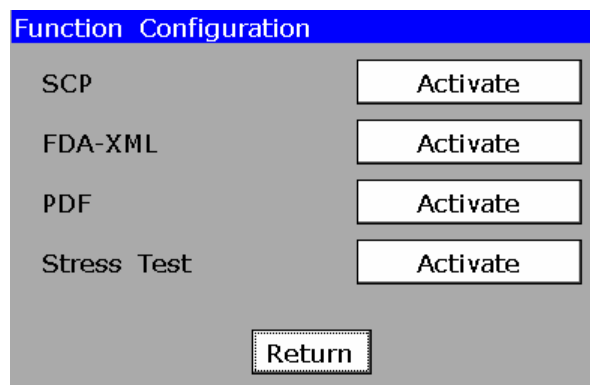 Function Configuration
SCP Activate
FDA-XML Activate
PDF Activate
Stress Test Activate
Return